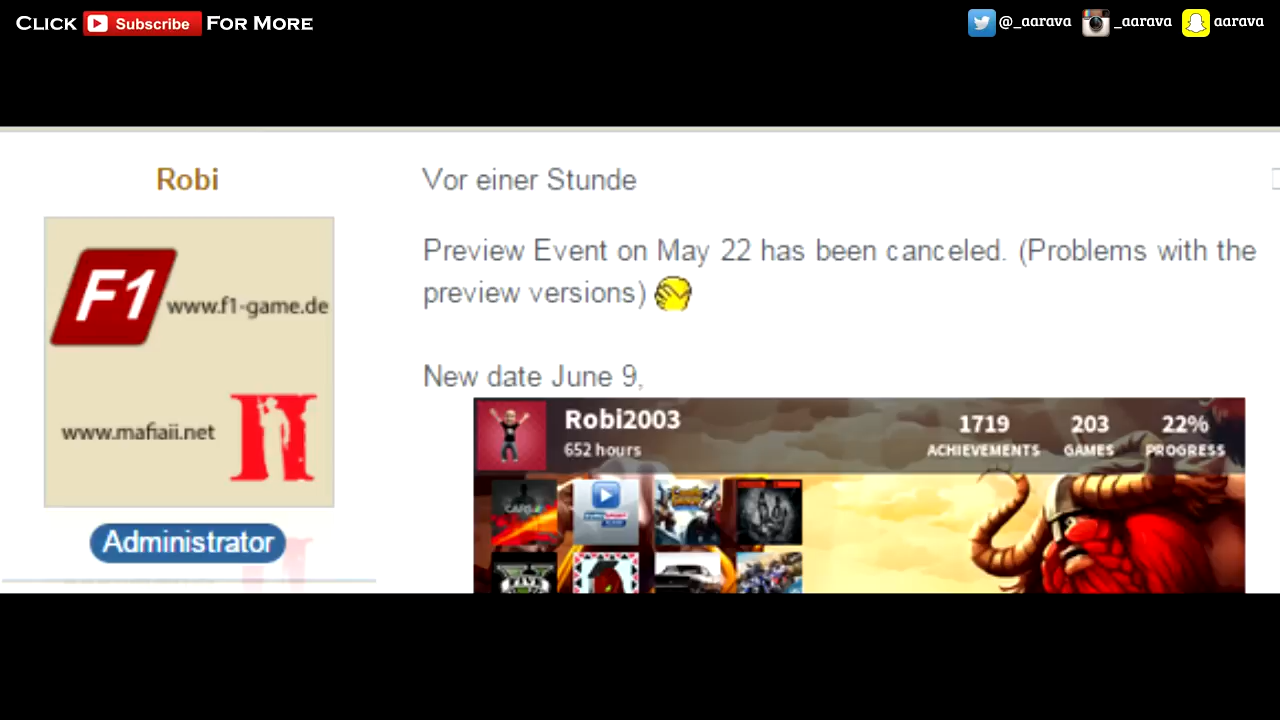 CLICK Subscribe FOR MORE
@_aarava _aarava aarava
Robi
Vor einer Stunde
F1
www.f1-game.de
Preview Event on May 22 has been canceled. (Problems with the
preview versions)
New date June 9,
www.mafiaii.net
II
Administrator
Robi2003
652 hours
1719
ACHIEVEMENTS
203
GAMES
22%
PROGRESS